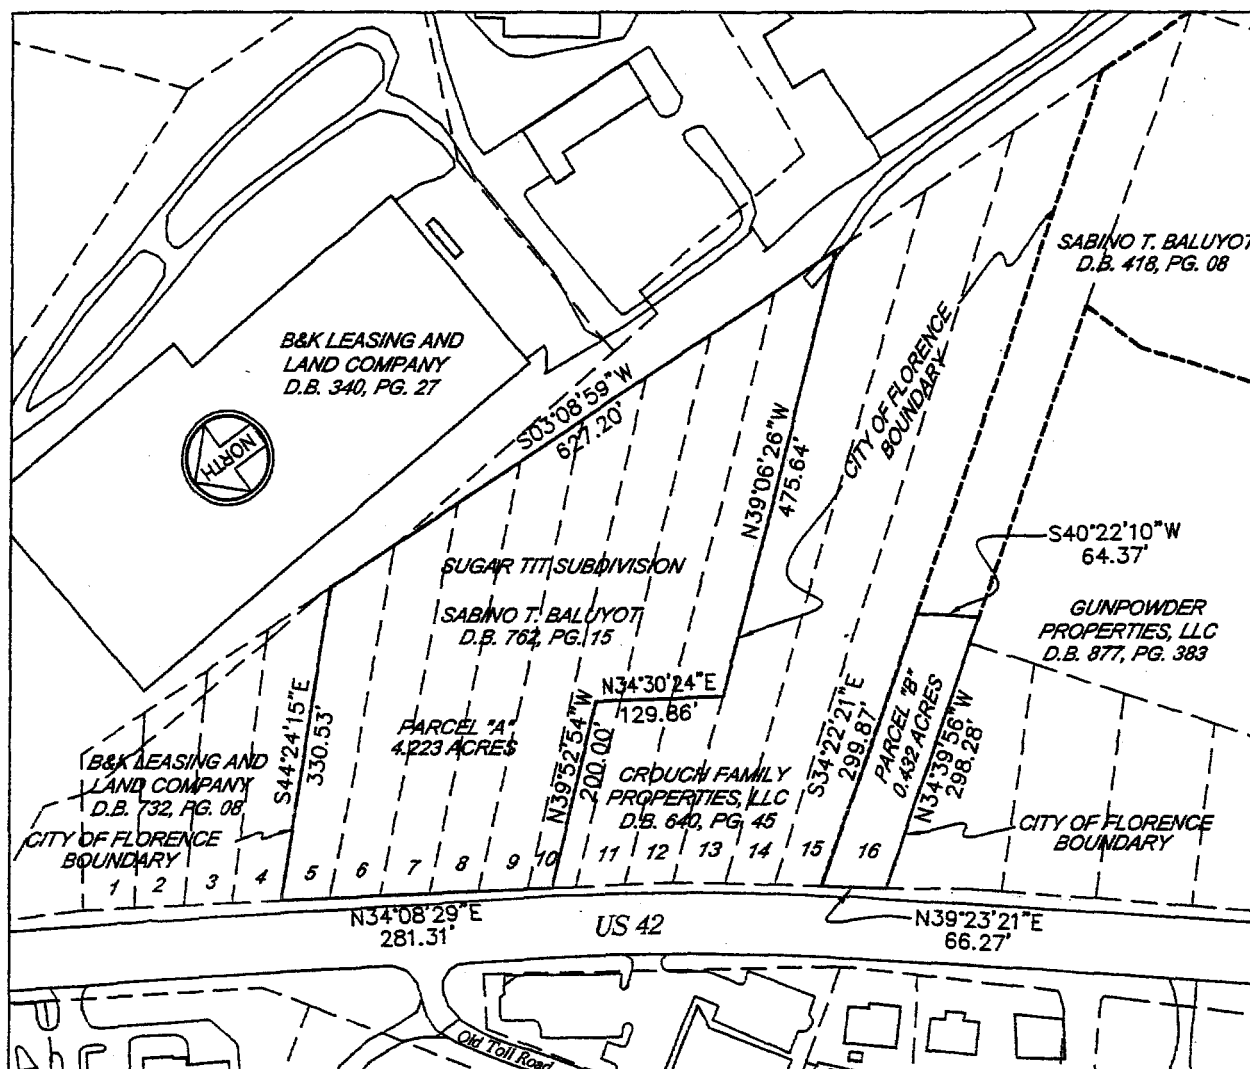 SABINO T. BALUYOT
D.B. 418, PG. 08
B&K LEASING AND
LAND COMPANY
D.B. 340, PG. 27
NORTH
S03°08'59"W
627.20'
N39°06'26"W
475.64'
CITY OF FLORENCE
BOUNDARY
S40°22'10"W
64.37'
SUGAR TIT SUBDIVISION
SABINO T. BALUYOT
D.B. 762, PG. 15
GUNPOWDER
PROPERTIES, LLC
D.B. 877, PG. 383
S44°24'15"E
330.53'
PARCEL "A"
4.223 ACRES
N39°52'54"W
200.00'
N34°30'24"E
129.86'
S34°22'21"E
299.87'
PARCEL "B"
0.432 ACRES
N34°39'56"W
298.28'
B&K LEASING AND
LAND COMPANY
D.B. 732, PG. 08
CROUCH FAMILY
PROPERTIES, LLC
D.B. 640, PG. 45
CITY OF FLORENCE
BOUNDARY
CITY OF FLORENCE
BOUNDARY
1 2 3 4 5 6 7 8 9 10 11 12 13 14 15 16
N34°08'29"E
281.31'
US 42
N39°23'21"E
66.27'
Old Toll Road